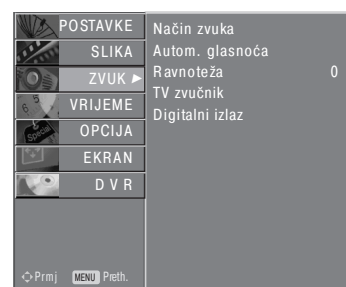 POSTAVKE
SLIKA
ZVUK ►
VRIJEME
OPCIJA
EKRAN
D V R
Način zvuka
Autom. glasnoća
Ravnoteža 0
TV zvučnik
Digitalni izlaz
Prmj MENU Preth.